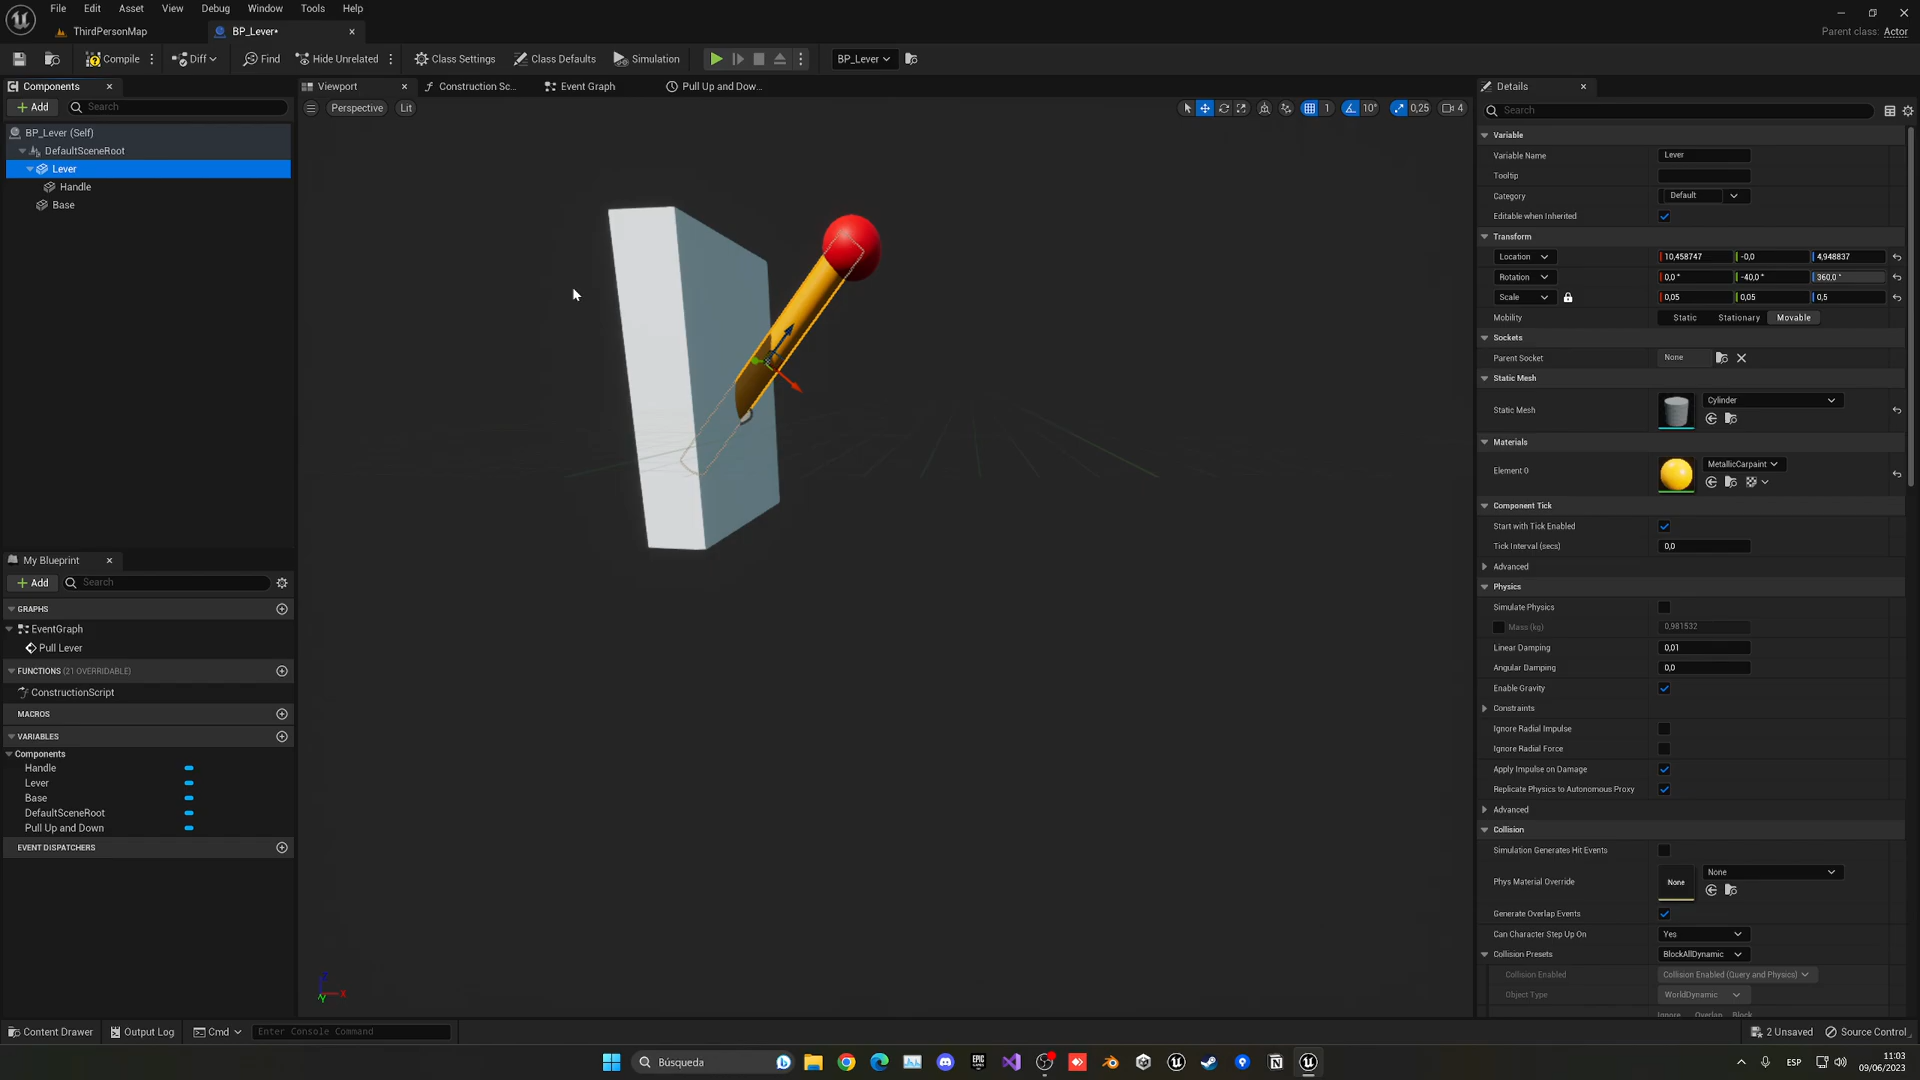 File Edit Asset View Debug Window Tools Help
ThirdPersonMap
BP_Lever•
Parent class: Actor
Compile
Diff
Find
Hide Unrelated
Class Settings
Class Defaults
Simulation
BP_Lever
Components
Add
Search
BP_Lever (Self)
DefaultSceneRoot
Lever
Handle
Base
Viewport
Construction Sc...
Event Graph
Pull Up and Dow...
Perspective
Lit
1
10°
0,25
4
My Blueprint
Add
Search
GRAPHS
EventGraph
Pull Lever
FUNCTIONS (21 OVERRIDABLE)
ConstructionScript
MACROS
VARIABLES
Components
Handle
Lever
Base
DefaultSceneRoot
Pull Up and Down
EVENT DISPATCHERS
Details
Search
Variable
Variable Name Lever
Tooltip
Category Default
Editable when Inherited
Transform
Location 10,458747 -0,0 4,948837
Rotation 0,0 ° -40,0 ° 360,0 °
Scale 0,05 0,05 0,5
Mobility Static Stationary Movable
Sockets
Parent Socket None
Static Mesh
Static Mesh Cylinder
Materials
Element 0 MetallicCarpaint
Component Tick
Start with Tick Enabled
Tick Interval (secs) 0,0
Advanced
Physics
Simulate Physics
Mass (kg) 0,981532
Linear Damping 0,01
Angular Damping 0,0
Enable Gravity
Constraints
Ignore Radial Impulse
Ignore Radial Force
Apply Impulse on Damage
Replicate Physics to Autonomous Proxy
Advanced
Collision
Simulation Generates Hit Events
Phys Material Override None None
Generate Overlap Events
Can Character Step Up On Yes
Collision Presets BlockAllDynamic
Collision Enabled Collision Enabled (Query and Physics)
Object Type WorldDynamic
Ignore Overlap Block
Z
X
Y
Content Drawer
Output Log
Cmd
Enter Console Command
2 Unsaved
Source Control
Búsqueda
EPIC GAMES
ESP
11:03
09/06/2023